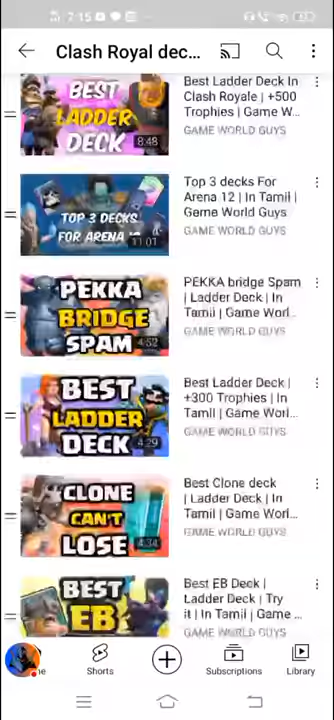 7:15
Clash Royal dec...
BEST
LADDER
DECK
8:48
Best Ladder Deck In
Clash Royale | +500
Trophies | Game W...
GAME WORLD GUYS
TOP 3 DECKS
FOR ARENA
11:01
Top 3 decks For
Arena 12 | In Tamil |
Game World Guys
GAME WORLD GUYS
PEKKA
BRIDGE
SPAM
4:52
PEKKA bridge Spam
| Ladder Deck | In
Tamil | Game Worl...
GAME WORLD GUYS
BEST
LADDER
DECK
4:29
Best Ladder Deck |
+300 Trophies | In
Tamil | Game Worl...
GAME WORLD GUYS
CLONE
CAN'T
LOSE
4:34
Best Clone deck
| Ladder Deck | In
Tamil | Game Worl...
GAME WORLD GUYS
BEST
EB
Best EB Deck |
Ladder Deck | Try
it | In Tamil | Game ...
GAME WORLD GUYS
Shorts
Subscriptions
Library